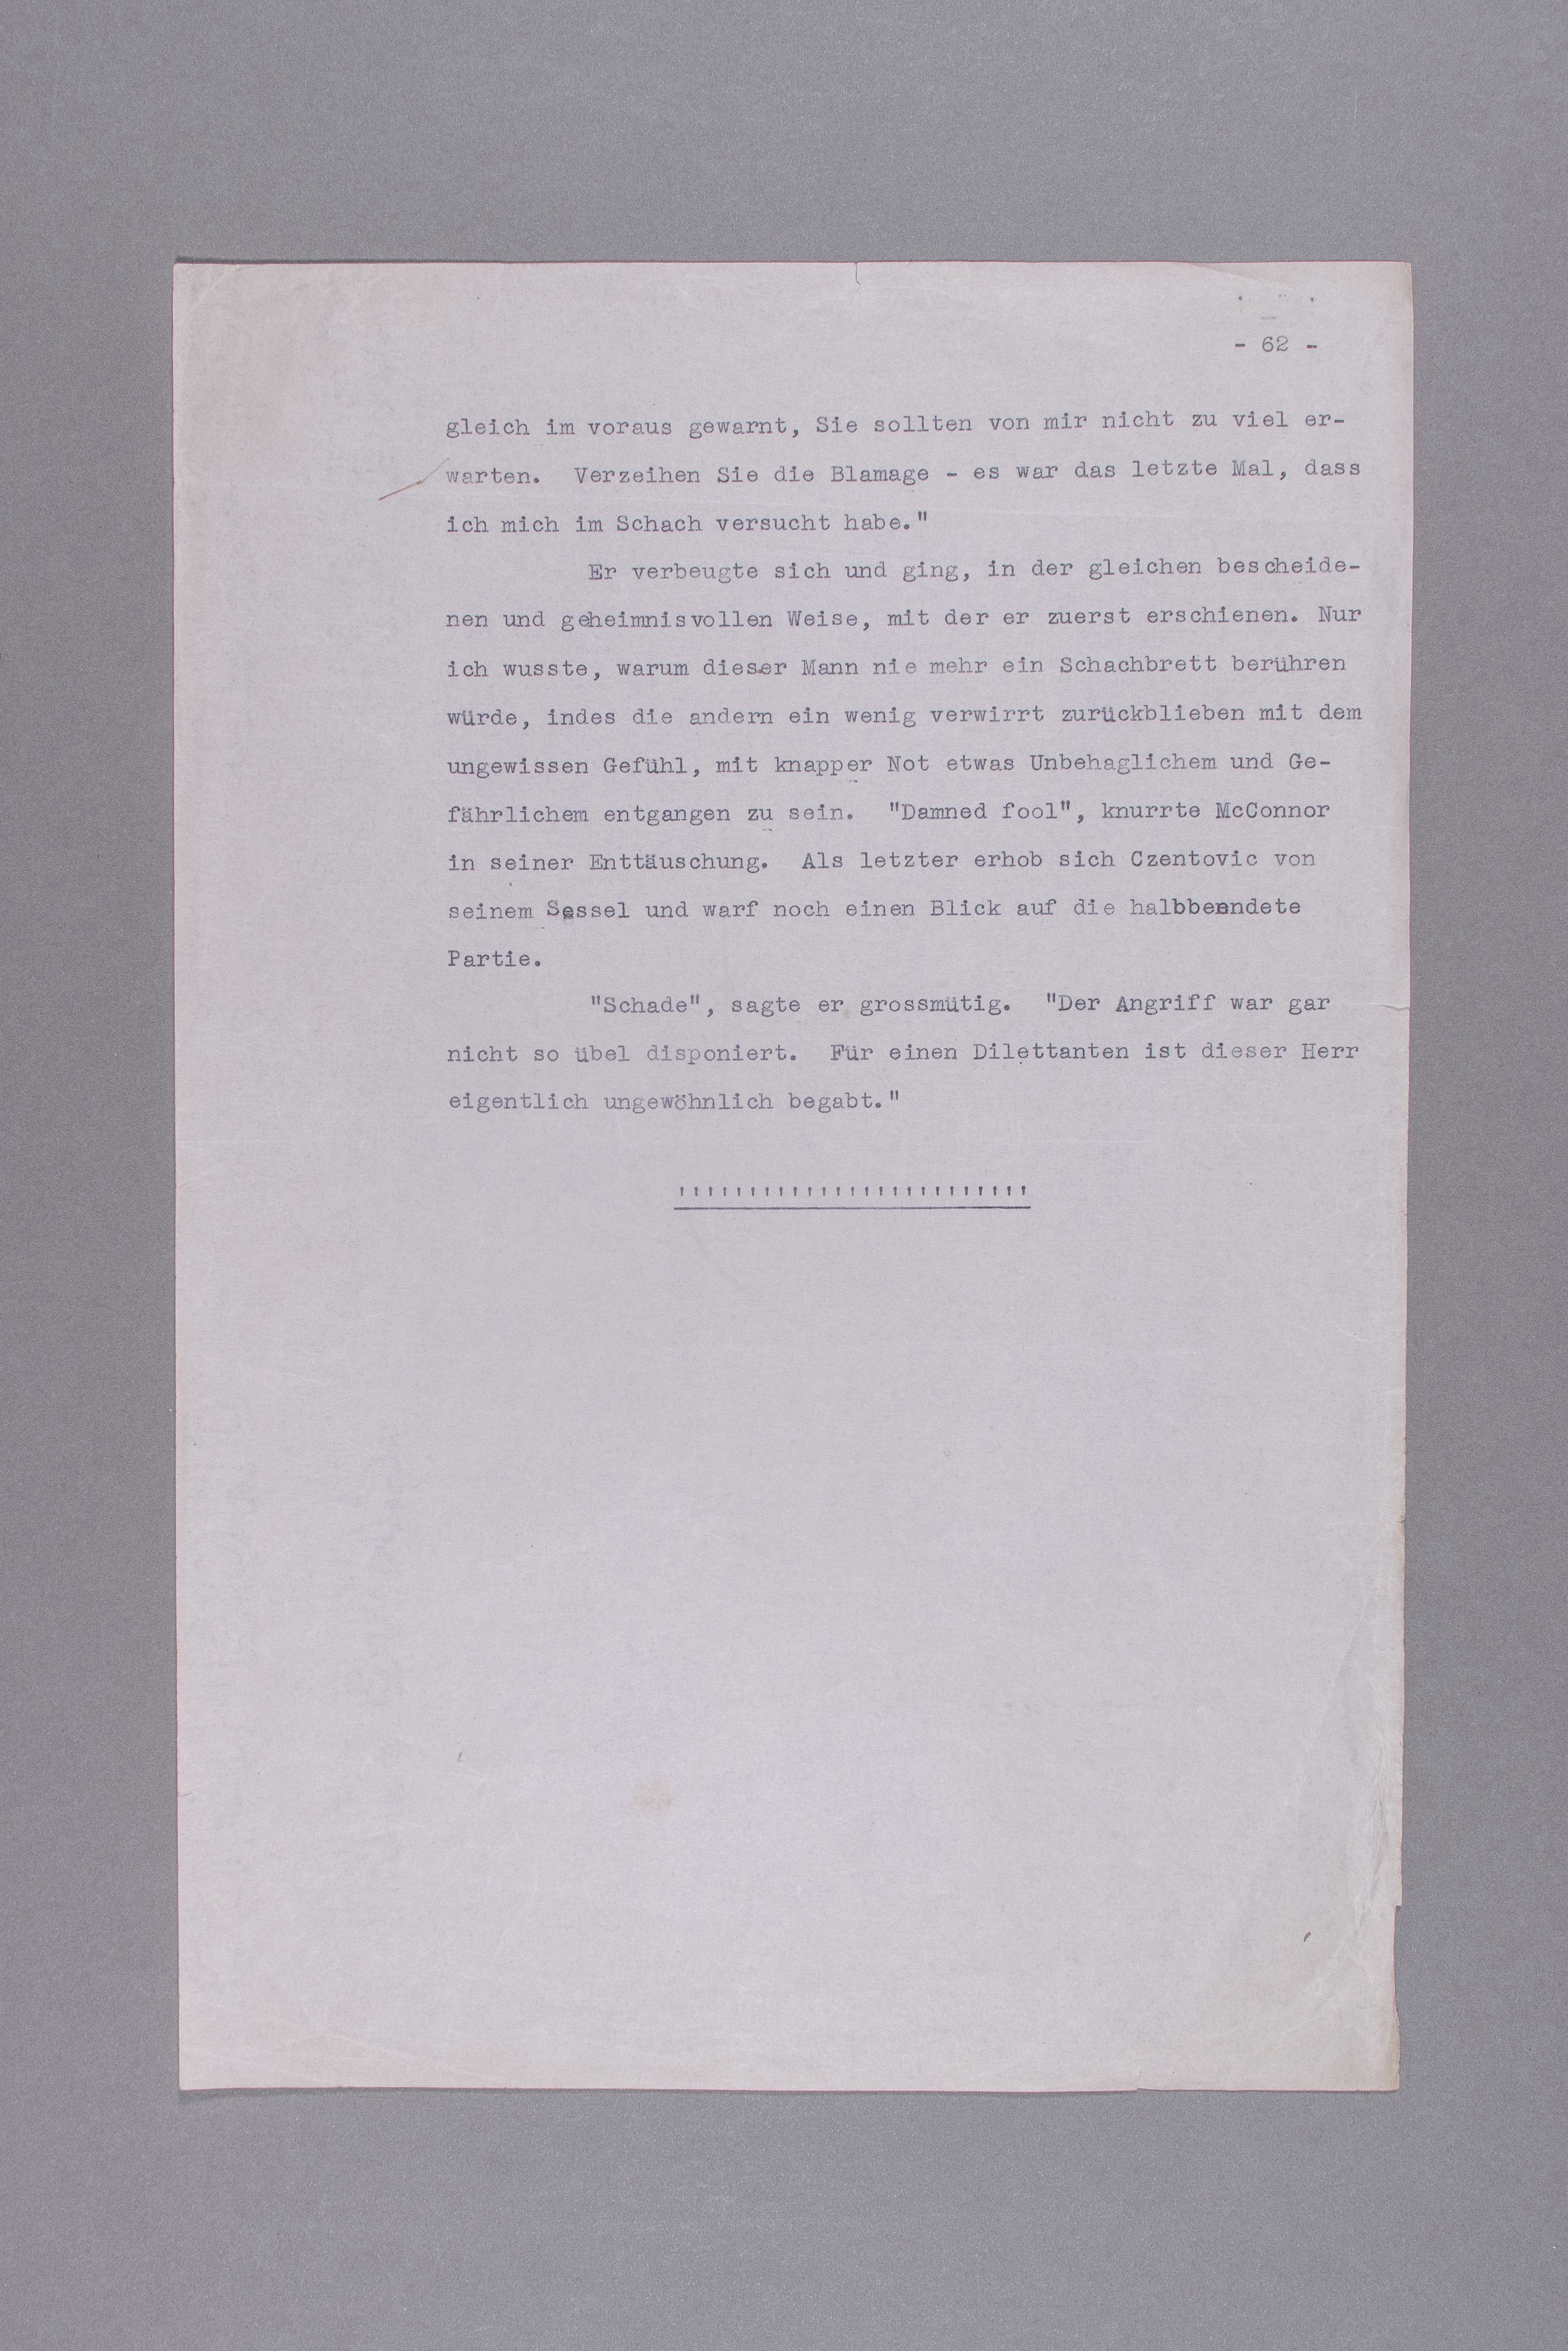 - 62 -
gleich im voraus gewarnt, Sie sollten von mir nicht zu viel er-
warten. Verzeihen Sie die Blamage - es war das letzte Mal, dass
ich mich im Schach versucht habe."
Er verbeugte sich und ging, in der gleichen bescheide-
nen und geheimnisvollen Weise, mit der er zuerst erschienen. Nur
ich wusste, warum dieser Mann nie mehr ein Schachbrett berühren
würde, indes die andern ein wenig verwirrt zurückblieben mit dem
ungewissen Gefühl, mit knapper Not etwas Unbehaglichem und Ge-
fährlichem entgangen zu sein. "Damned fool", knurrte McConnor
in seiner Enttäuschung. Als letzter erhob sich Czentovic von
seinem Sessel und warf noch einen Blick auf die halbbeendete
Partie.
"Schade", sagte er grossmütig. "Der Angriff war gar
nicht so übel disponiert. Für einen Dilettanten ist dieser Herr
eigentlich ungewöhnlich begabt."
'''''''''''''''''''''''''